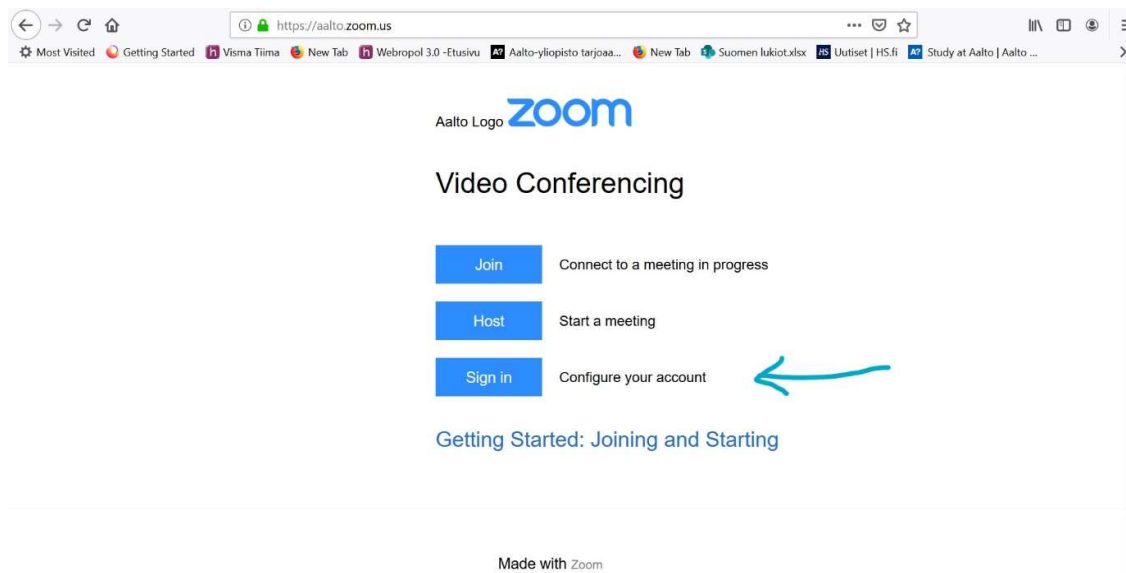 https://aalto.zoom.us
Most Visited Getting Started Visma Tiima New Tab Webropol 3.0 -Etusivu Aalto-yliopisto tarjoaa... New Tab Suomen lukiot.xlsx HS Uutiset | HS.fi Study at Aalto | Aalto ...
Aalto Logo zoom
Video Conferencing
Join Connect to a meeting in progress
Host Start a meeting
Sign in Configure your account
Getting Started: Joining and Starting
Made with Zoom